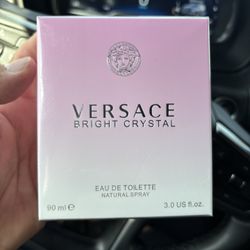 VERSACE
BRIGHT CRYSTAL
EAU DE TOILETTE
NATURAL SPRAY
90 ml ℮ 3.0 US fl.oz.